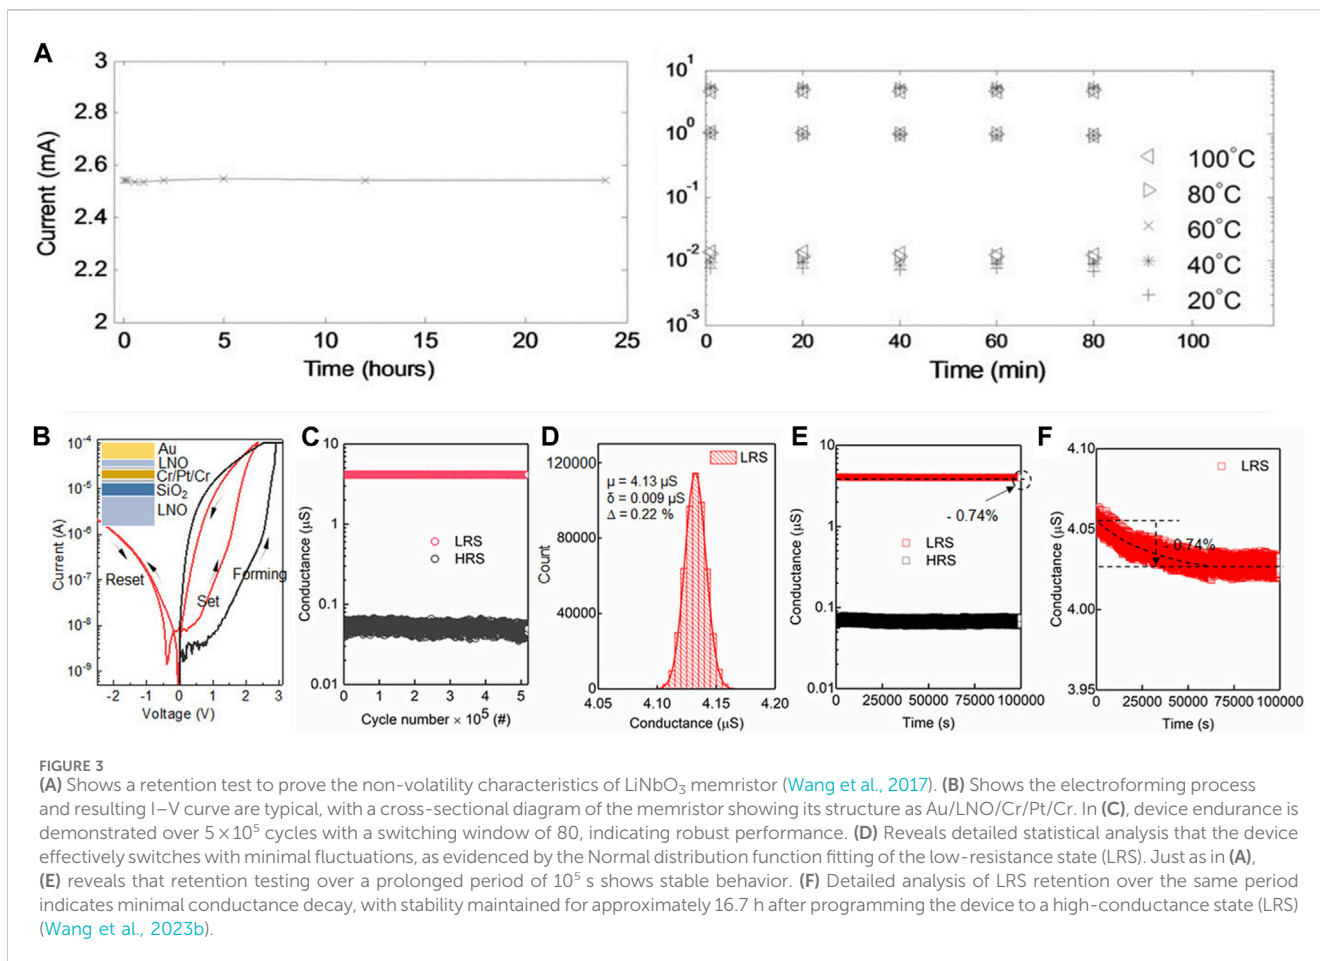 A
3
2.8
2.6
2.4
2.2
2
Current (mA)
0
5
10
15
20
25
Time (hours)
10¹
10⁰
10⁻¹
10⁻²
10⁻³
100°C
80°C
60°C
40°C
20°C
0
20
40
60
80
100
Time (min)
B
10⁻⁴
10⁻⁵
10⁻⁶
10⁻⁷
10⁻⁸
10⁻⁹
Current (A)
Au
LNO
Cr/Pt/Cr
SiO₂
LNO
Reset
Set
Forming
-2
-1
0
1
2
3
Voltage (V)
C
10
1
0.1
0.01
Conductance (μS)
LRS
HRS
0
1
2
3
4
5
Cycle number × 10⁵ (#)
D
120000
80000
40000
0
Count
μ = 4.13 μS
δ = 0.009 μS
Δ = 0.22 %
LRS
4.05
4.10
4.15
4.20
Conductance (μS)
E
10
1
0.1
0.01
Conductance (μS)
- 0.74%
LRS
HRS
0
25000
50000
75000
100000
Time (s)
F
4.10
4.05
4.00
3.95
Conductance (μS)
LRS
0.74%
0
25000
50000
75000
100000
Time (s)
FIGURE 3
(A) Shows a retention test to prove the non-volatility characteristics of LiNbO₃ memristor (Wang et al., 2017). (B) Shows the electroforming process
and resulting I–V curve are typical, with a cross-sectional diagram of the memristor showing its structure as Au/LNO/Cr/Pt/Cr. In (C), device endurance is
demonstrated over 5 × 10⁵ cycles with a switching window of 80, indicating robust performance. (D) Reveals detailed statistical analysis that the device
effectively switches with minimal fluctuations, as evidenced by the Normal distribution function fitting of the low-resistance state (LRS). Just as in (A),
(E) reveals that retention testing over a prolonged period of 10⁵ s shows stable behavior. (F) Detailed analysis of LRS retention over the same period
indicates minimal conductance decay, with stability maintained for approximately 16.7 h after programming the device to a high-conductance state (LRS)
(Wang et al., 2023b).